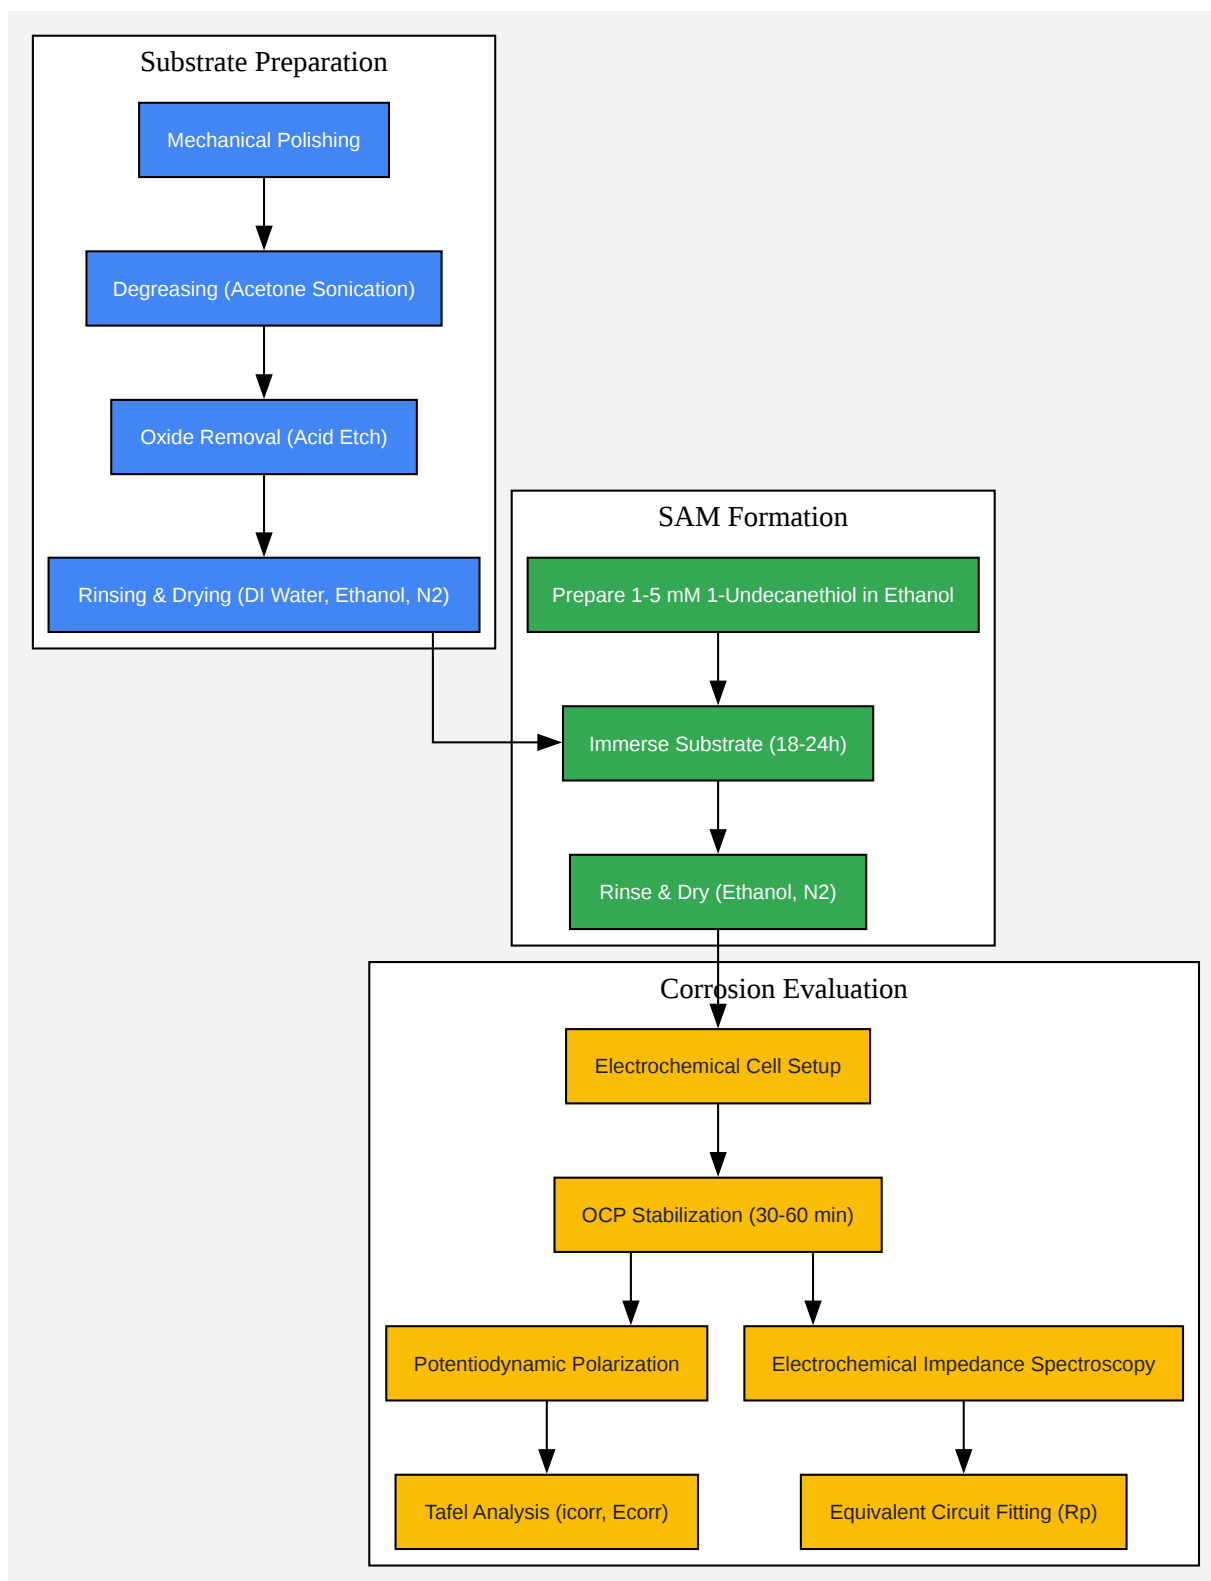 Substrate Preparation
Mechanical Polishing
Degreasing (Acetone Sonication)
Oxide Removal (Acid Etch)
Rinsing & Drying (DI Water, Ethanol, N2)
SAM Formation
Prepare 1-5 mM 1-Undecanethiol in Ethanol
Immerse Substrate (18-24h)
Rinse & Dry (Ethanol, N2)
Corrosion Evaluation
Electrochemical Cell Setup
OCP Stabilization (30-60 min)
Potentiodynamic Polarization
Electrochemical Impedance Spectroscopy
Tafel Analysis (icorr, Ecorr)
Equivalent Circuit Fitting (Rp)